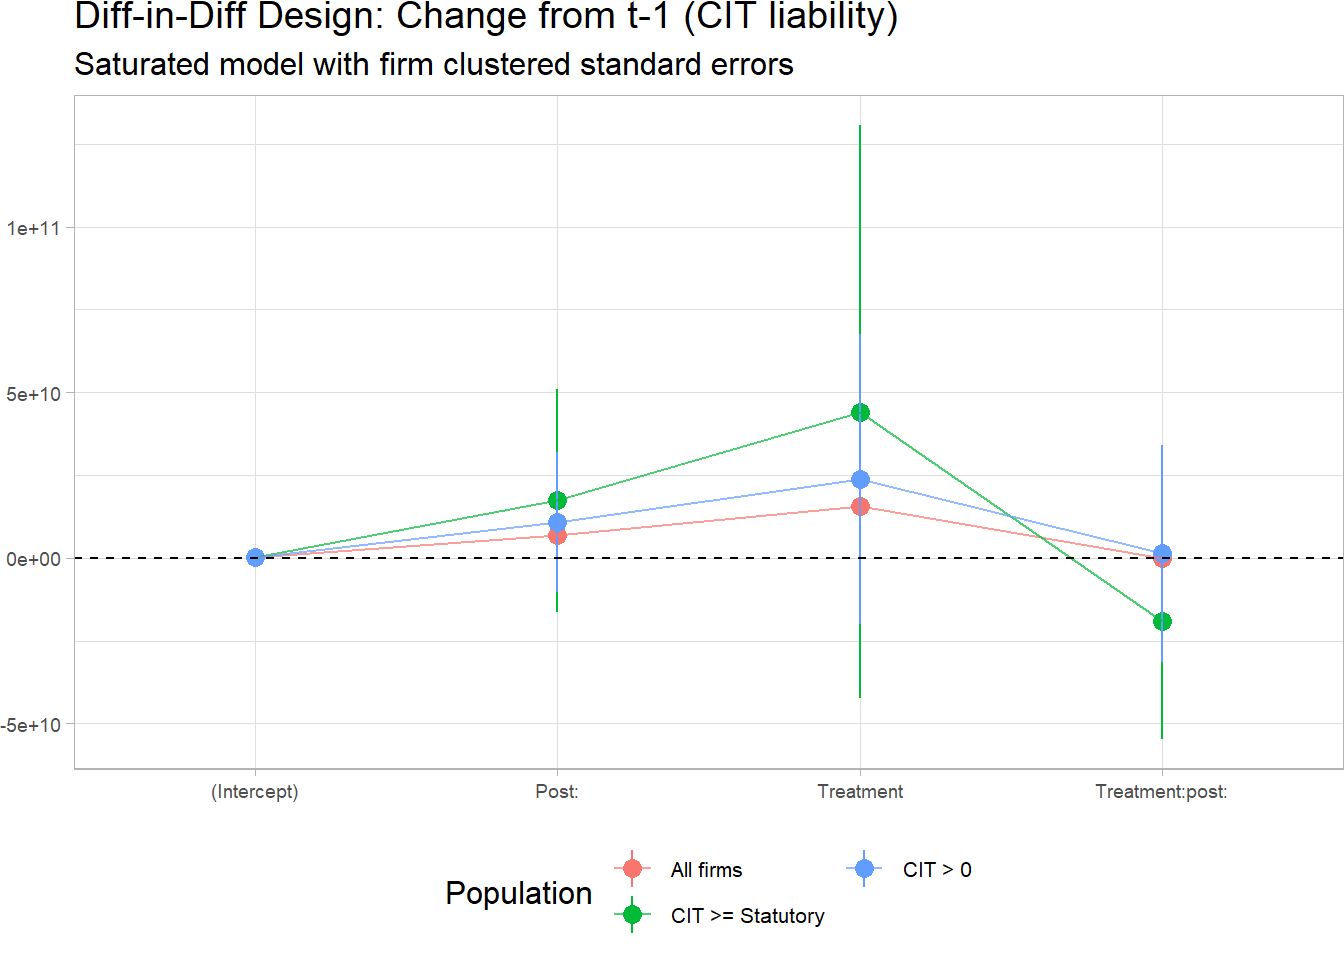 Diff-in-Diff Design: Change from t-1 (CIT liability)
Saturated model with firm clustered standard errors
1e+11
5e+10
0e+00
-5e+10
(Intercept)
Post:
Treatment
Treatment:post:
Population
All firms
CIT > 0
CIT >= Statutory